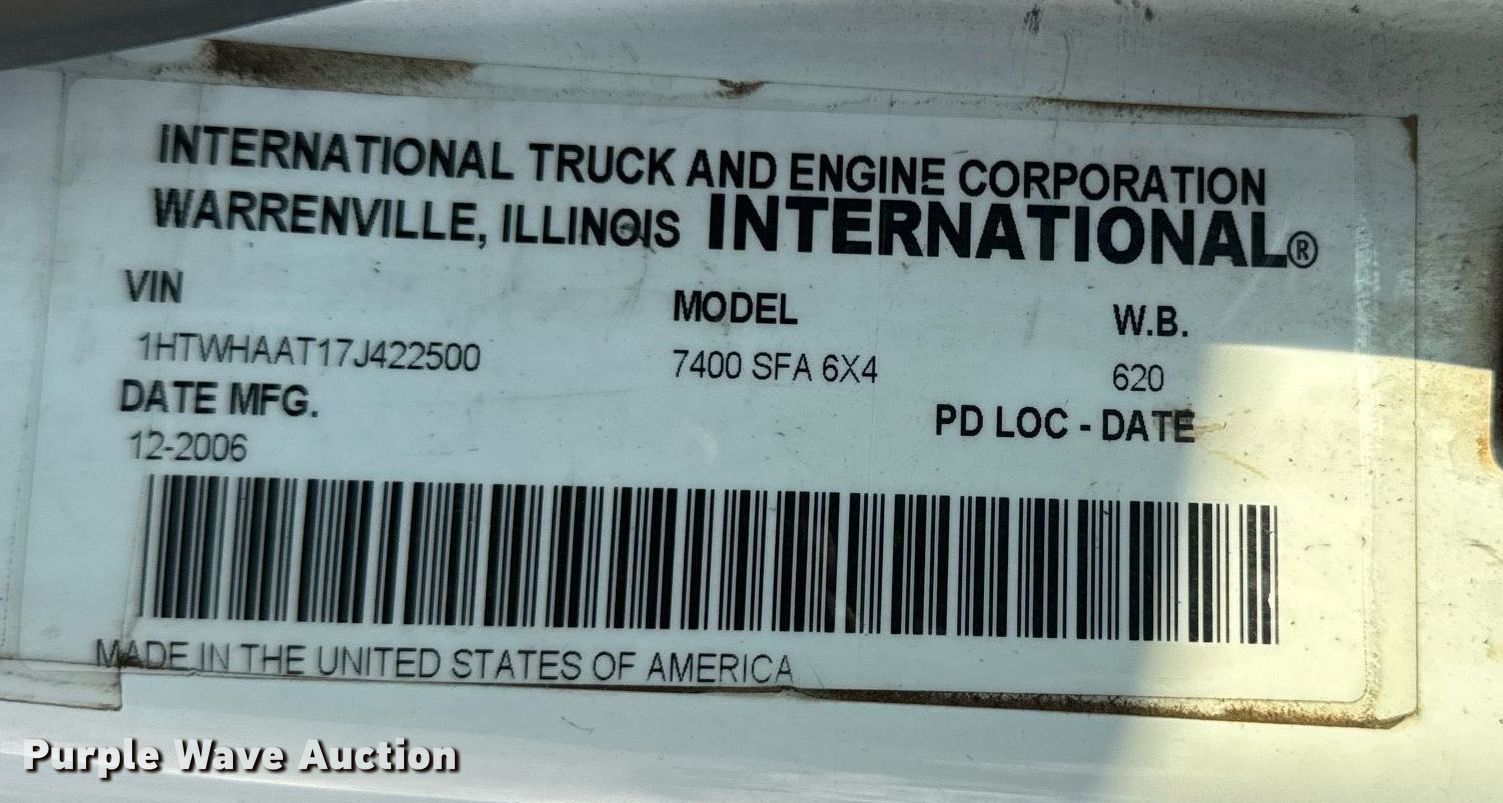 INTERNATIONAL TRUCK AND ENGINE CORPORATION
WARRENVILLE, ILLINOIS INTERNATIONAL®
VIN MODEL W.B.
1HTWHAAT17J422500 7400 SFA 6X4 620
DATE MFG. PD LOC - DATE
12-2006
MADE IN THE UNITED STATES OF AMERICA
Purple Wave Auction